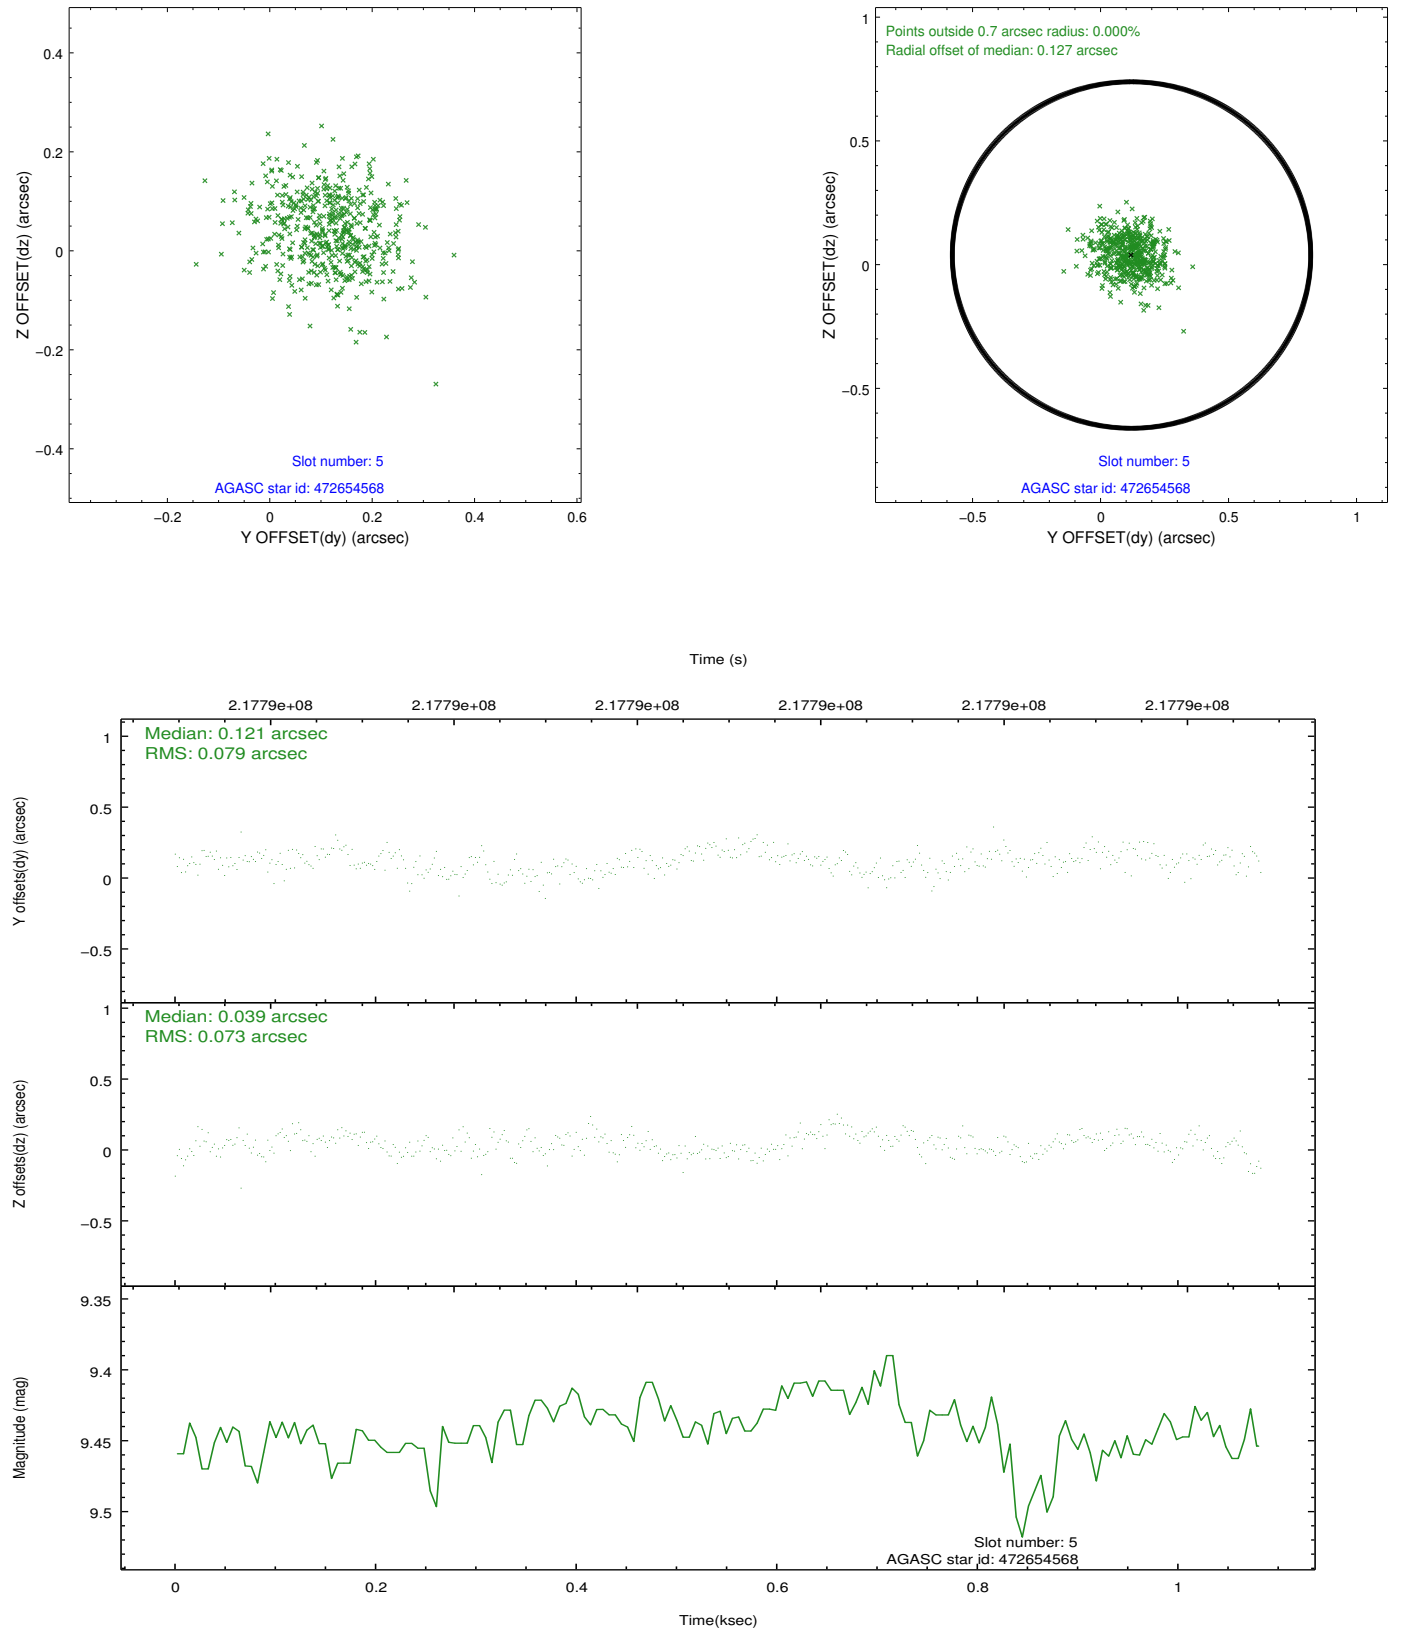 0.4
0.2
0
−0.2
−0.4
Z OFFSET(dz) (arcsec)
Slot number: 5
AGASC star id: 472654568
−0.2 0 0.2 0.4 0.6
Y OFFSET(dy) (arcsec)
Points outside 0.7 arcsec radius: 0.000%
Radial offset of median: 0.127 arcsec
1
0.5
0
−0.5
Z OFFSET(dz) (arcsec)
Slot number: 5
AGASC star id: 472654568
−0.5 0 0.5 1
Y OFFSET(dy) (arcsec)
Time (s)
2.1779e+08 2.1779e+08 2.1779e+08 2.1779e+08 2.1779e+08 2.1779e+08
Median: 0.121 arcsec
RMS: 0.079 arcsec
1
0.5
0
−0.5
Y offsets(dy) (arcsec)
Median: 0.039 arcsec
RMS: 0.073 arcsec
1
0.5
0
−0.5
Z offsets(dz) (arcsec)
9.35
9.4
9.45
9.5
Magnitude (mag)
Slot number: 5
AGASC star id: 472654568
0 0.2 0.4 0.6 0.8 1
Time(ksec)